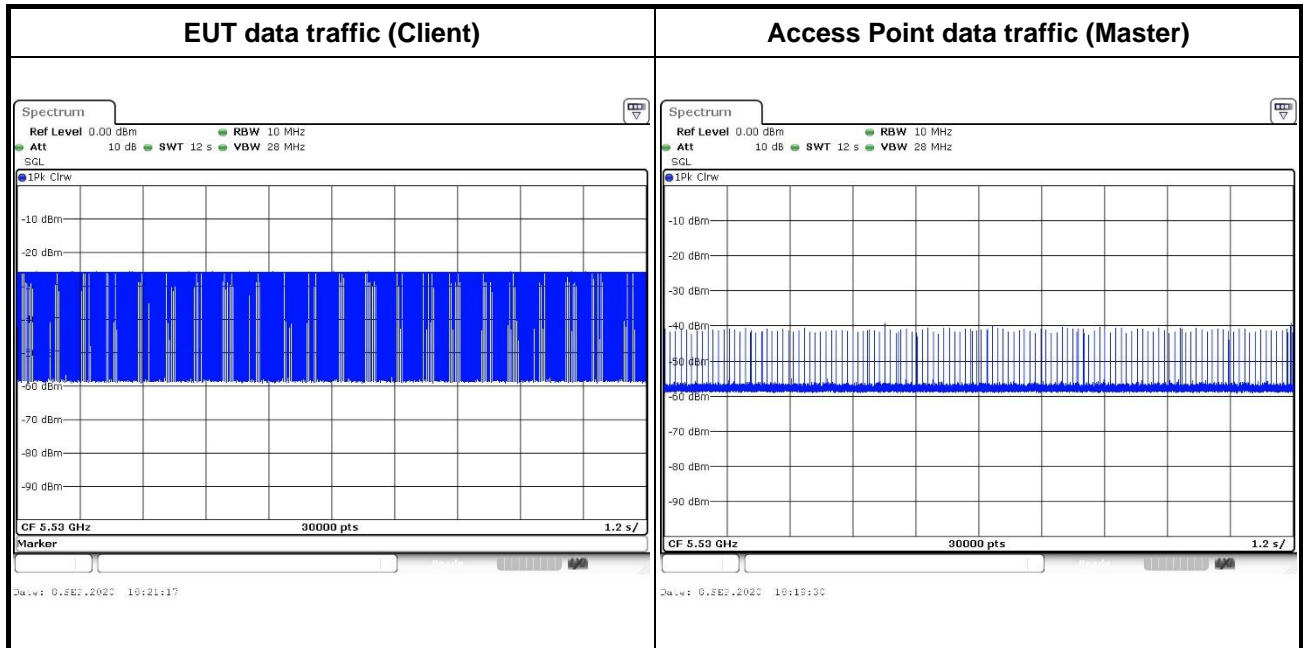 EUT data traffic (Client)
Access Point data traffic (Master)
Spectrum
Ref Level 0.00 dBm RBW 10 MHz
Att 10 dB SWT 12 s VBW 28 MHz
SGL
1Pk Clrw
-10 dBm
-20 dBm
-60 dBm
-70 dBm
-80 dBm
-90 dBm
CF 5.53 GHz 30000 pts 1.2 s/
Marker
:21:17
Spectrum
Ref Level 0.00 dBm RBW 10 MHz
Att 10 dB SWT 12 s VBW 28 MHz
SGL
1Pk Clrw
-10 dBm
-20 dBm
-30 dBm
-40 dBm
-50 dBm
-60 dBm
-70 dBm
-80 dBm
-90 dBm
CF 5.53 GHz 30000 pts 1.2 s/